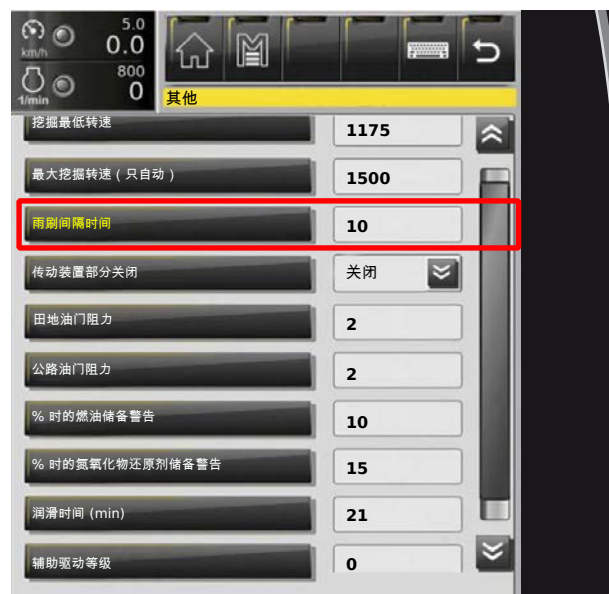 5.0
km/h 0.0
800
1/min 0
其他
挖掘最低转速 1175
最大挖掘转速（只自动） 1500
雨刷间隔时间 10
传动装置部分关闭 关闭
田地油门阻力 2
公路油门阻力 2
% 时的燃油储备警告 10
% 时的氮氧化物还原剂储备警告 15
润滑时间 (min) 21
辅助驱动等级 0